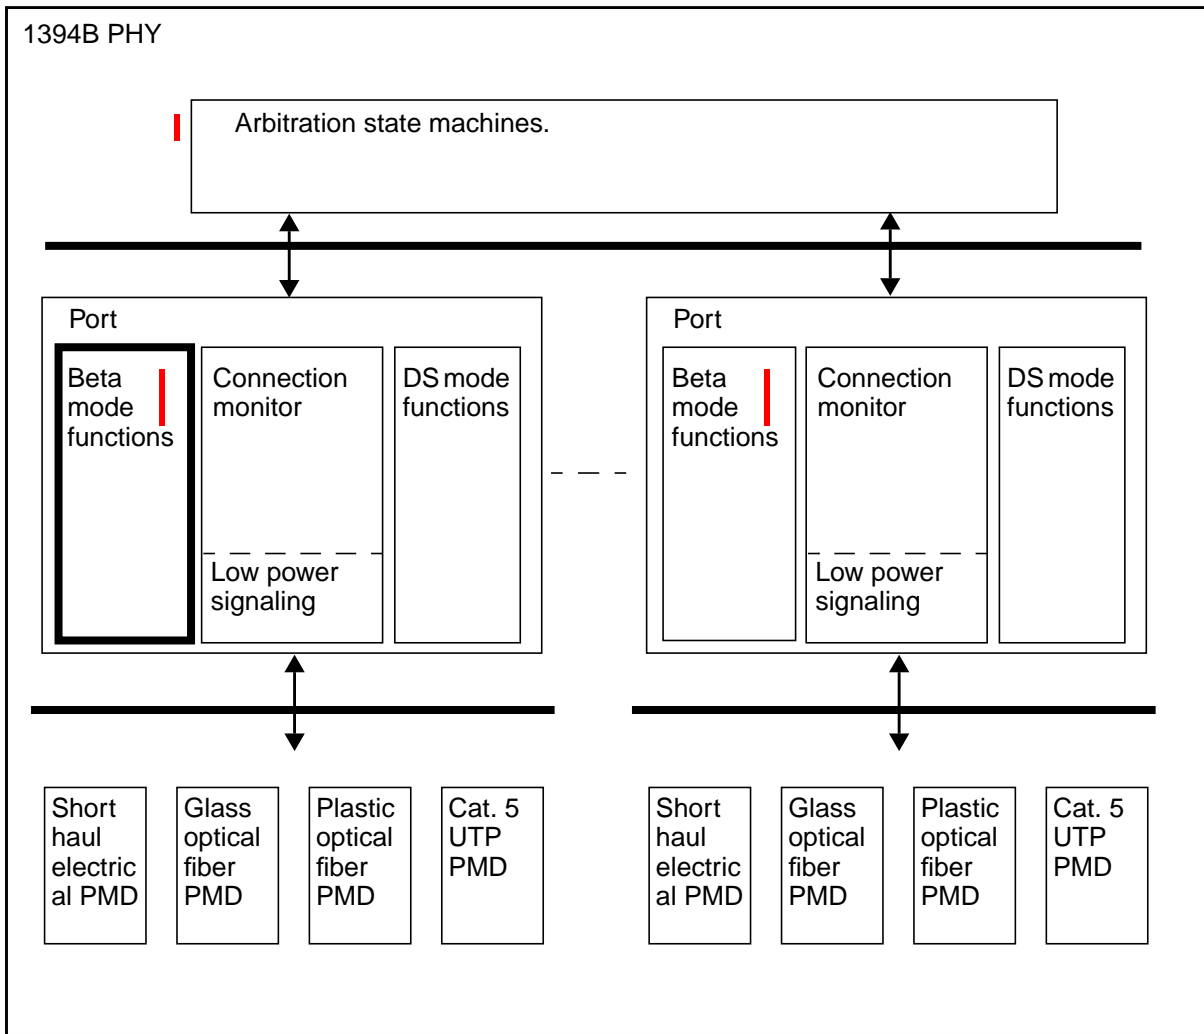 1394B PHY
Arbitration state machines.
Port
Beta
mode
functions
Connection
monitor
Low power
signaling
DS mode
functions
Port
Beta
mode
functions
Connection
monitor
Low power
signaling
DS mode
functions
Short
haul
electric
al PMD
Glass
optical
fiber
PMD
Plastic
optical
fiber
PMD
Cat. 5
UTP
PMD
Short
haul
electric
al PMD
Glass
optical
fiber
PMD
Plastic
optical
fiber
PMD
Cat. 5
UTP
PMD